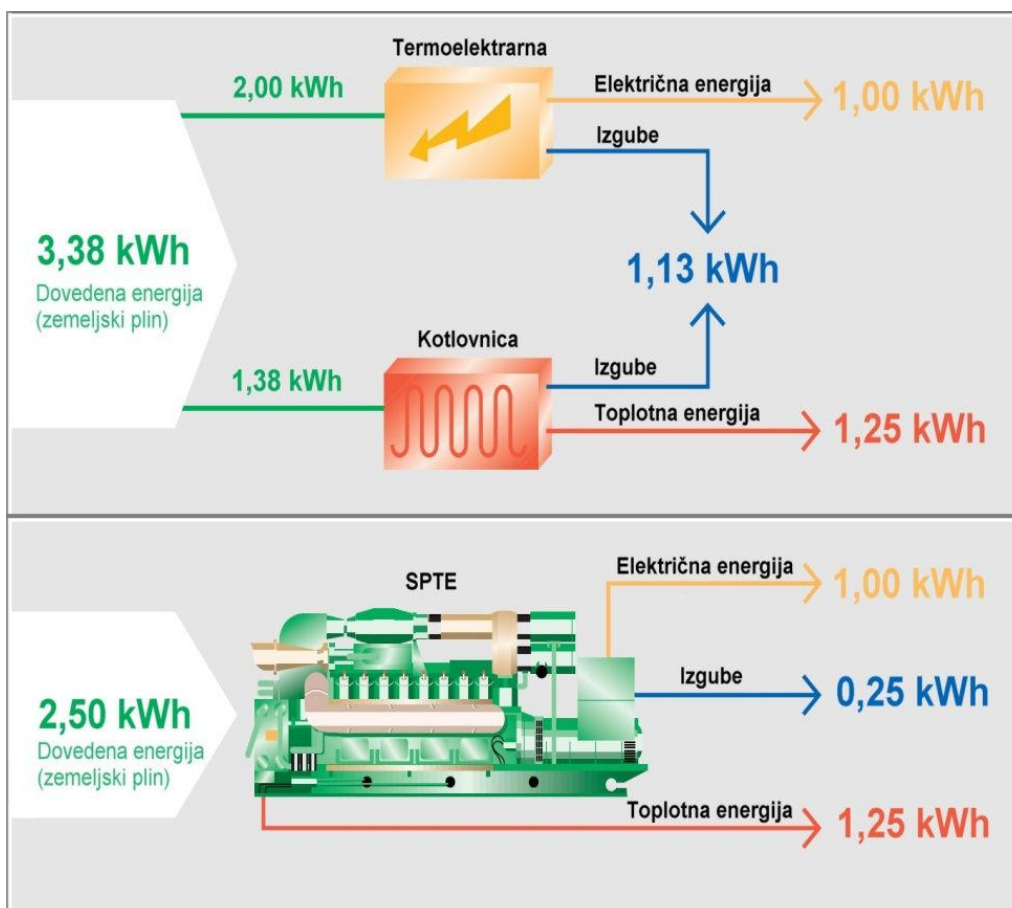 Termoelektrarna
2,00 kWh
Električna energija
1,00 kWh
Izgube
3,38 kWh
Dovedena energija
(zemeljski plin)
1,13 kWh
Kotlovnica
1,38 kWh
Izgube
Toplotna energija
1,25 kWh
SPTE
Električna energija
1,00 kWh
2,50 kWh
Dovedena energija
(zemeljski plin)
Izgube
0,25 kWh
Toplotna energija
1,25 kWh